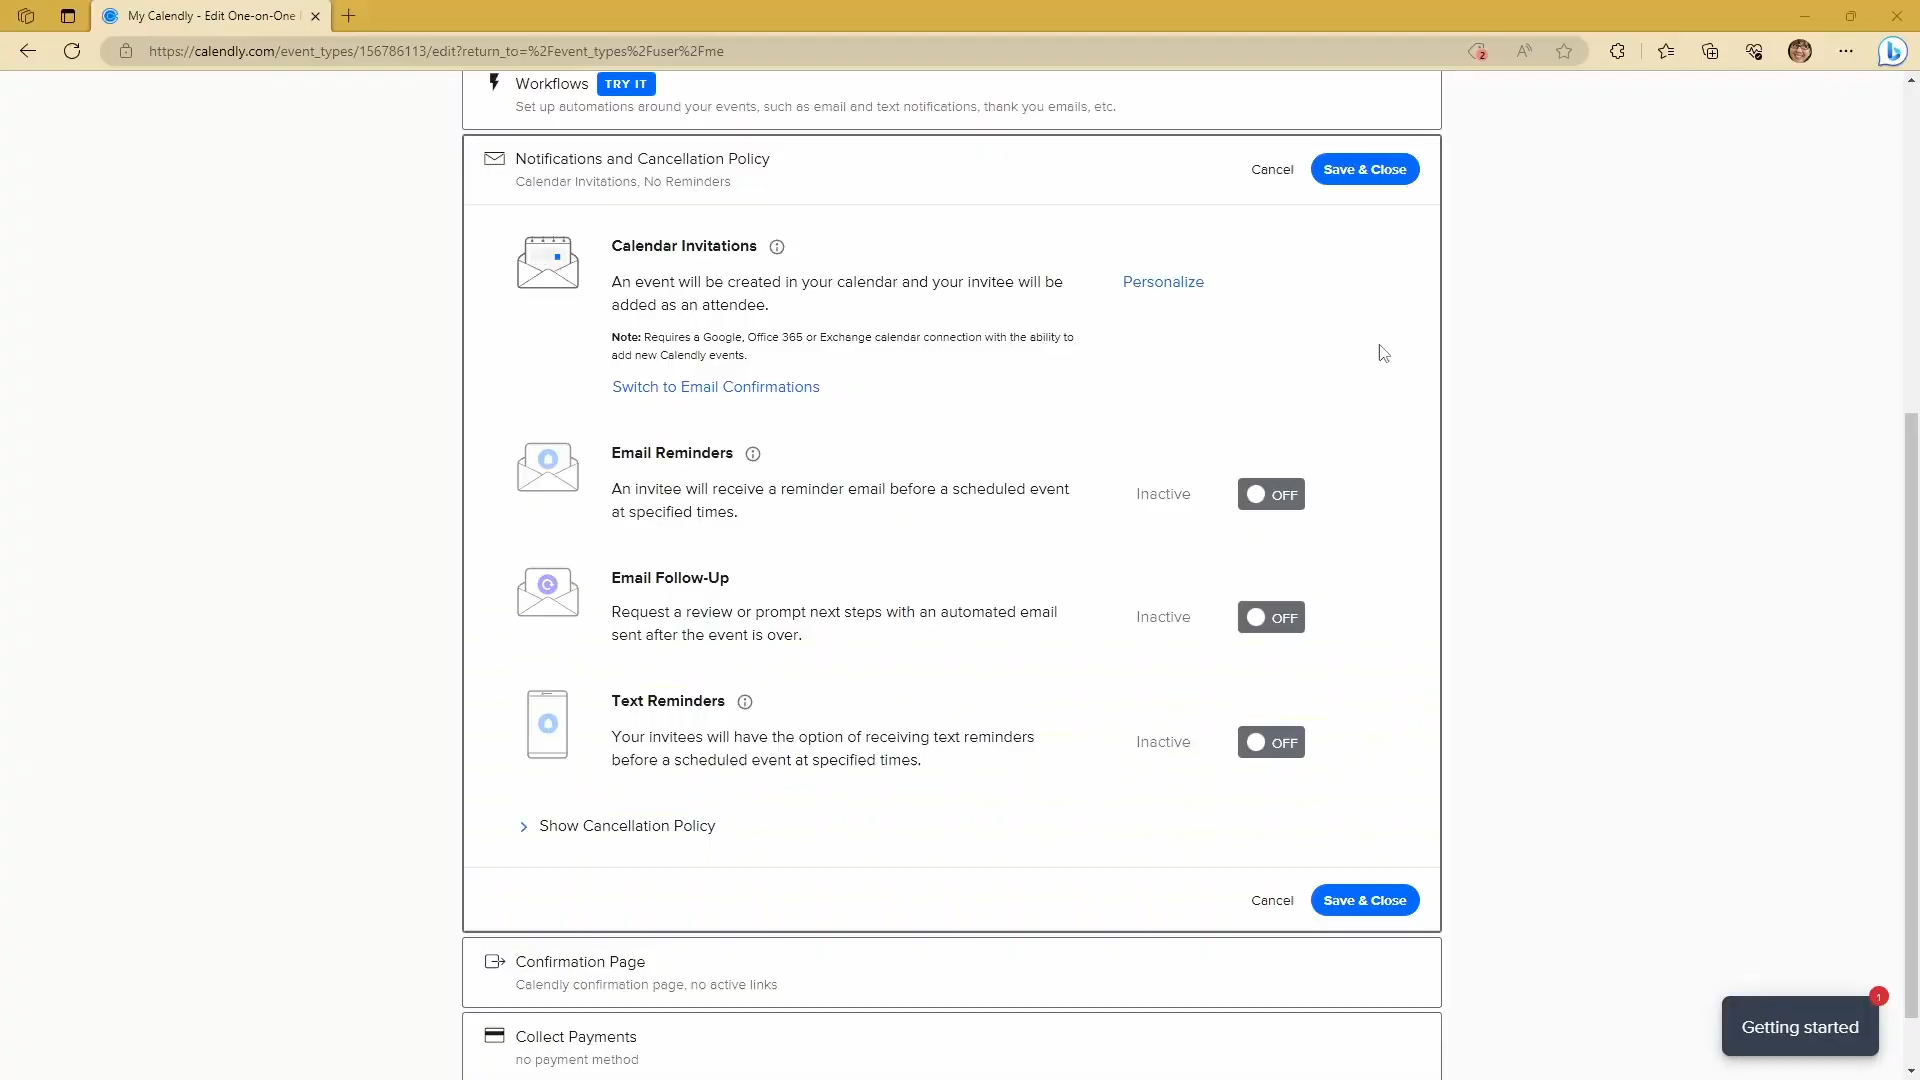 My Calendly - Edit One-on-One
https://calendly.com/event_types/156786113/edit?return_to=%2Fevent_types%2Fuser%2Fme
2
Workflows TRY IT
Set up automations around your events, such as email and text notifications, thank you emails, etc.
Notifications and Cancellation Policy
Calendar Invitations, No Reminders
Cancel Save & Close
Calendar Invitations
An event will be created in your calendar and your invitee will be
added as an attendee.
Personalize
Note: Requires a Google, Office 365 or Exchange calendar connection with the ability to
add new Calendly events.
Switch to Email Confirmations
Email Reminders
An invitee will receive a reminder email before a scheduled event
at specified times.
Inactive OFF
Email Follow-Up
Request a review or prompt next steps with an automated email
sent after the event is over.
Inactive OFF
Text Reminders
Your invitees will have the option of receiving text reminders
before a scheduled event at specified times.
Inactive OFF
Show Cancellation Policy
Cancel Save & Close
Confirmation Page
Calendly confirmation page, no active links
Collect Payments
no payment method
1
Getting started